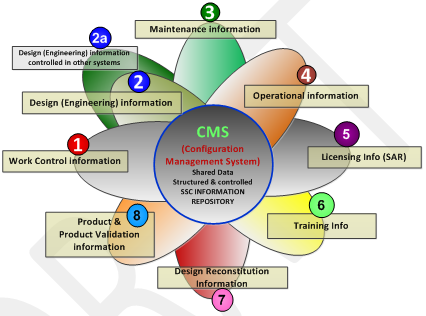 3
Maintenance information
2a
Design (Engineering) information
controlled in other systems
2
Design (Engineering) information
4
Operational information
1
Work Control information
CMS
(Configuration
Management System)
Shared Data
Structured & controlled
SSC INFORMATION
REPOSITORY
5
Licensing Info (SAR)
8
Product &
Product Validation
information
6
Training Info
Design Reconstitution
Information
7